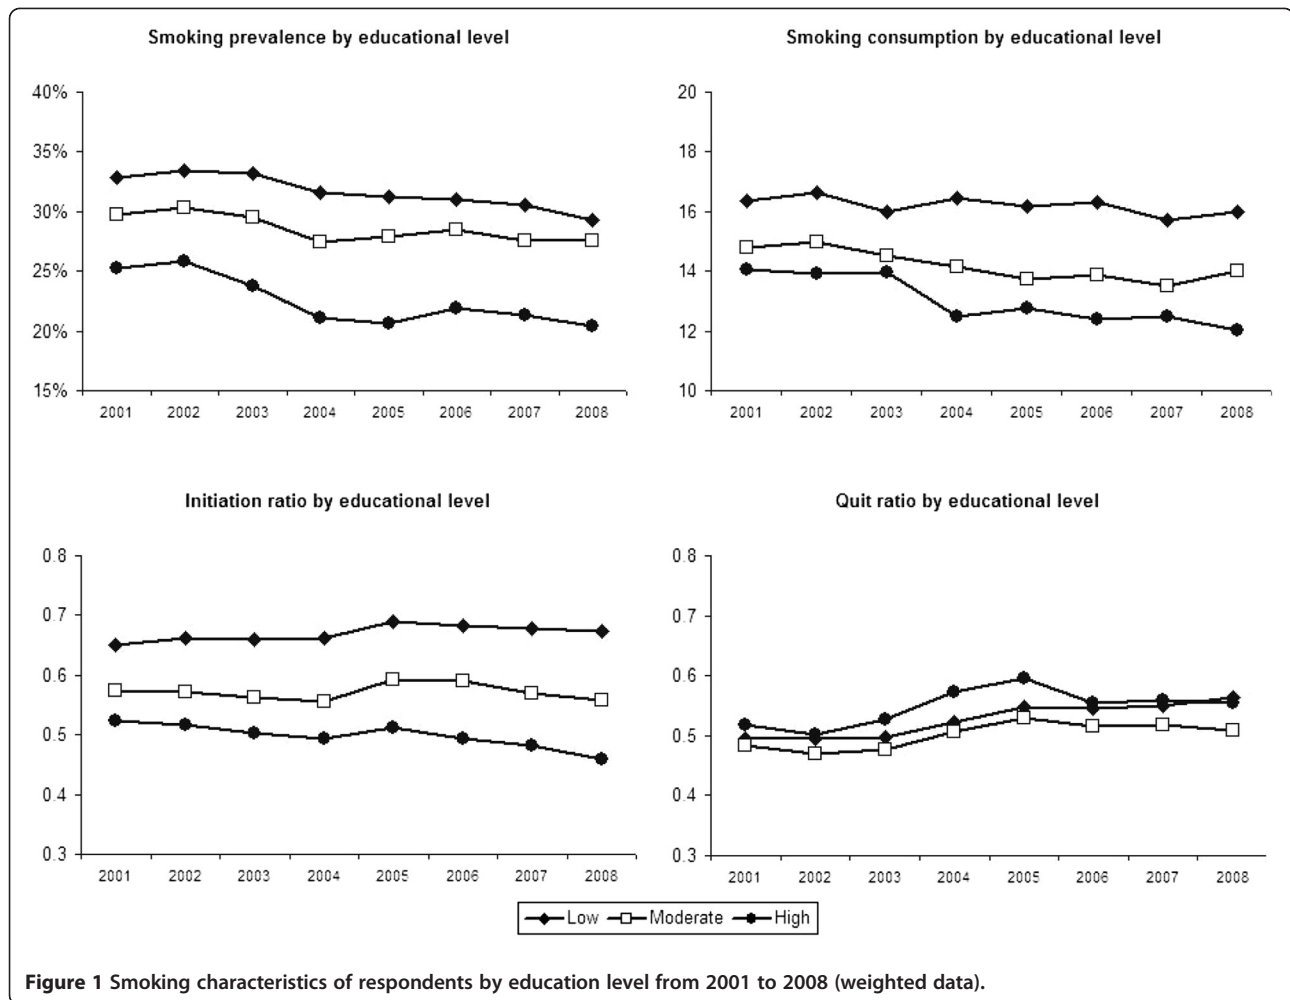 Smoking prevalence by educational level
40%
35%
30%
25%
20%
15%
2001 2002 2003 2004 2005 2006 2007 2008
Smoking consumption by educational level
20
18
16
14
12
10
2001 2002 2003 2004 2005 2006 2007 2008
Initiation ratio by educational level
0.8
0.7
0.6
0.5
0.4
0.3
2001 2002 2003 2004 2005 2006 2007 2008
Quit ratio by educational level
0.8
0.7
0.6
0.5
0.4
0.3
2001 2002 2003 2004 2005 2006 2007 2008
Low Moderate High
Figure 1 Smoking characteristics of respondents by education level from 2001 to 2008 (weighted data).